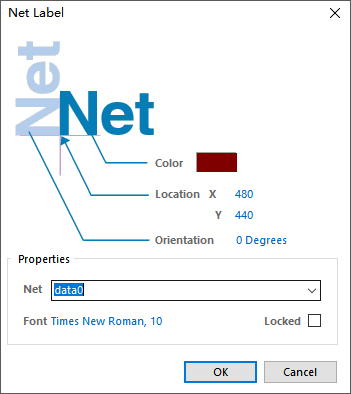 Net Label
Net
Net
Color
Location X 480
Y 440
Orientation 0 Degrees
Properties
Net data0
Font Times New Roman, 10 Locked
OK Cancel